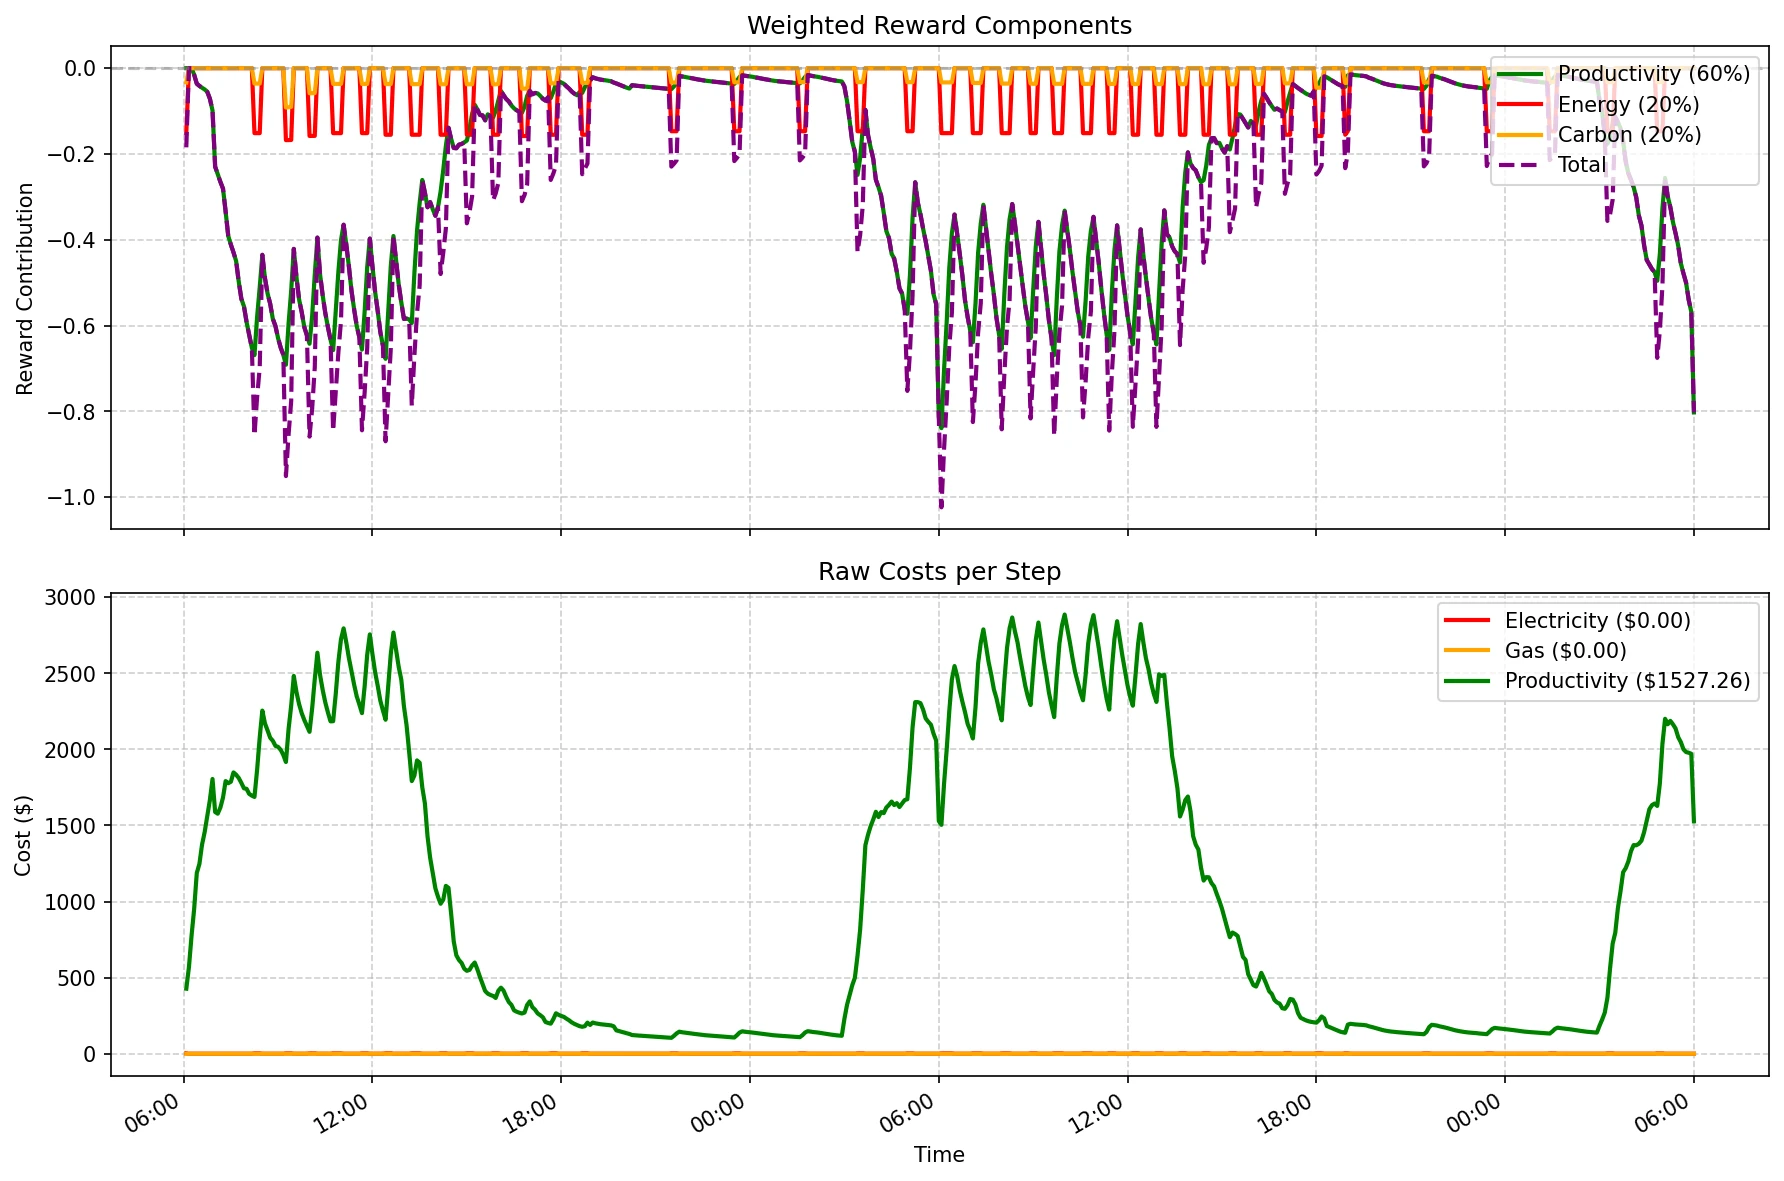 Weighted Reward Components
Reward Contribution
0.0
−0.2
−0.4
−0.6
−0.8
−1.0
Productivity (60%)
Energy (20%)
Carbon (20%)
Total
Raw Costs per Step
Cost ($)
3000
2500
2000
1500
1000
500
0
Electricity ($0.00)
Gas ($0.00)
Productivity ($1527.26)
06:00 12:00 18:00 00:00 06:00 12:00 18:00 00:00 06:00
Time